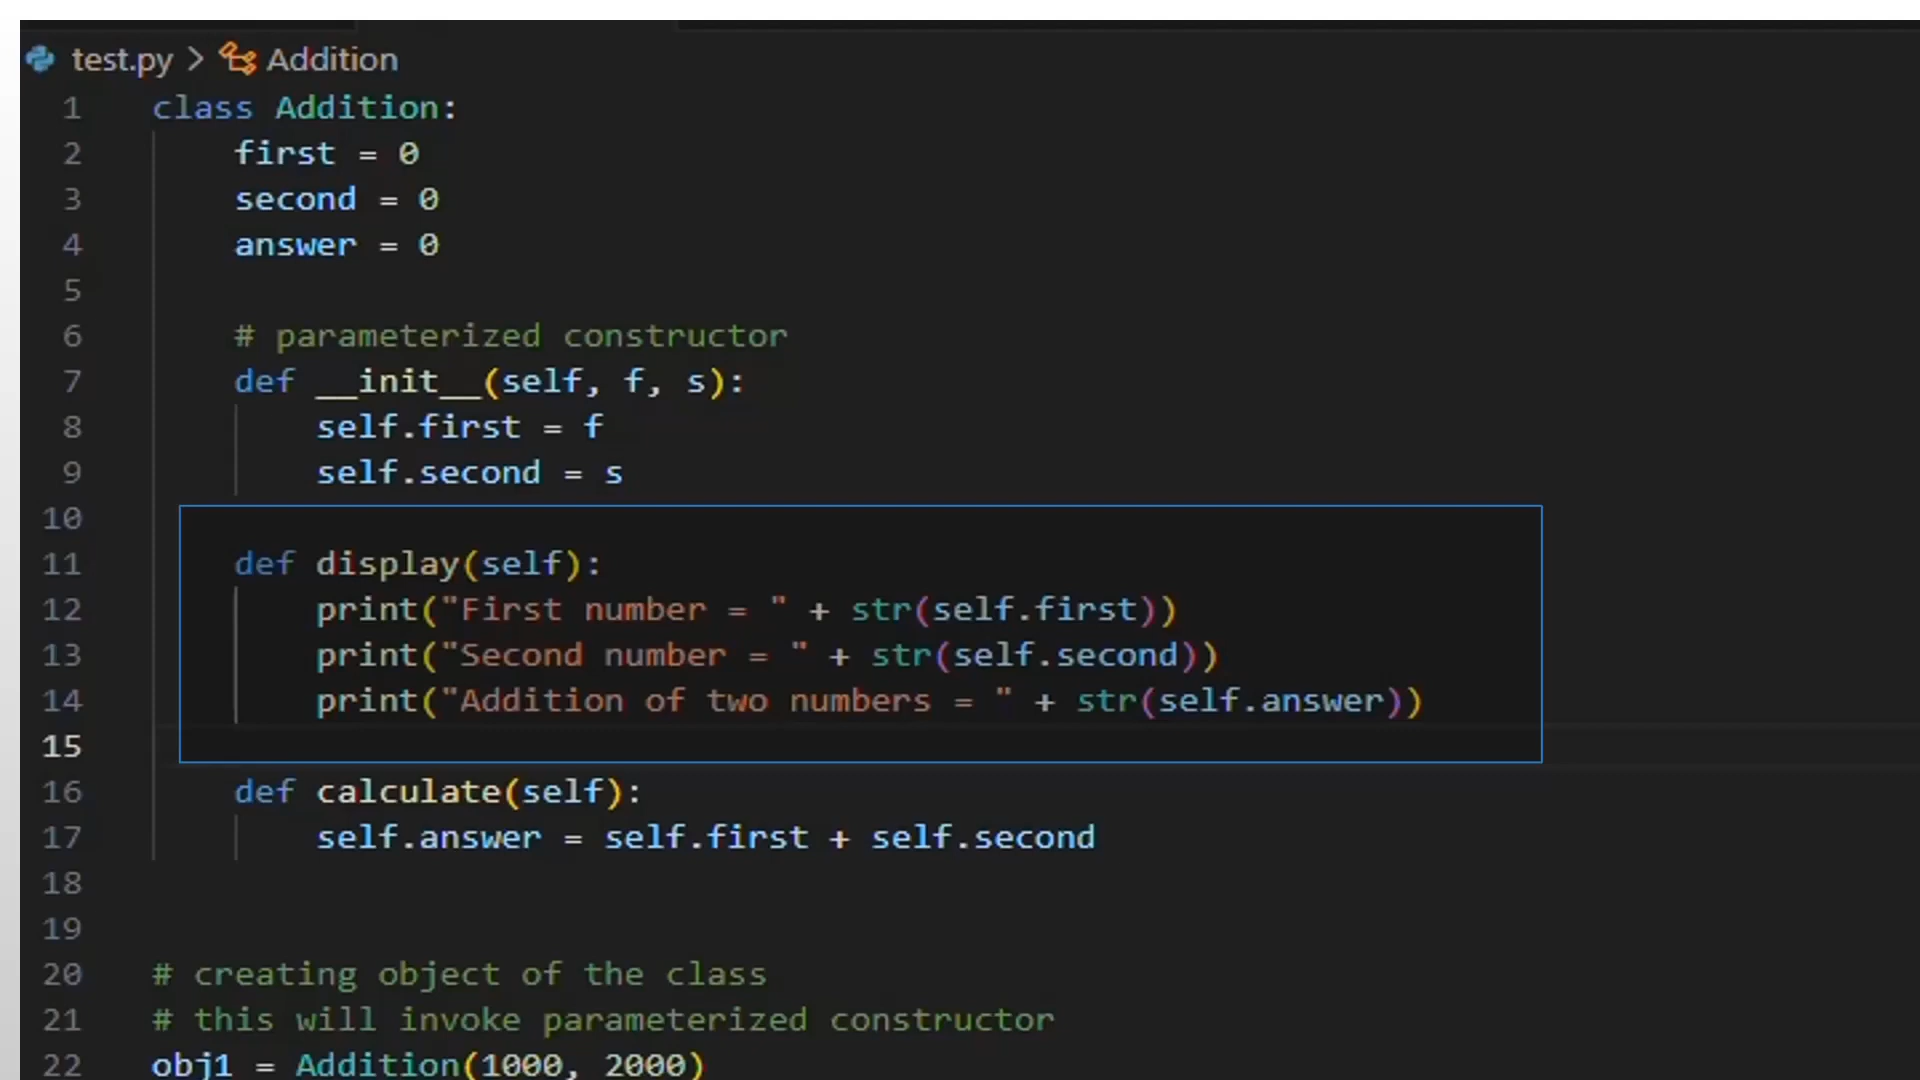 test.py > Addition
1 class Addition:
2     first = 0
3     second = 0
4     answer = 0
5
6     # parameterized constructor
7     def __init__(self, f, s):
8         self.first = f
9         self.second = s
10
11     def display(self):
12         print("First number = " + str(self.first))
13         print("Second number = " + str(self.second))
14         print("Addition of two numbers = " + str(self.answer))
15
16     def calculate(self):
17         self.answer = self.first + self.second
18
19
20 # creating object of the class
21 # this will invoke parameterized constructor
22 obj1 = Addition(1000, 2000)